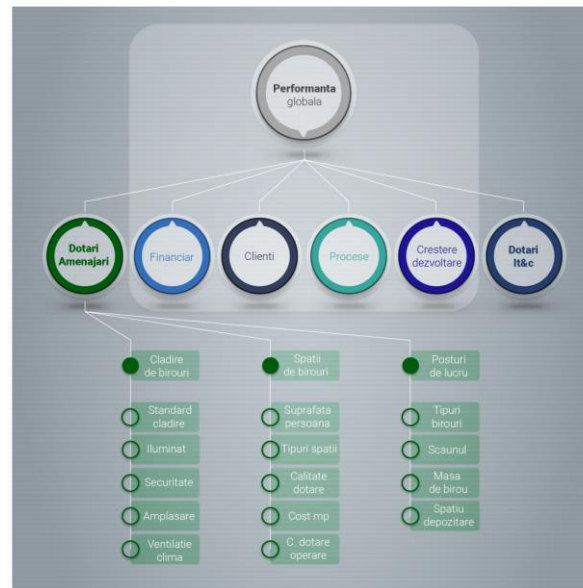 Performanta
globala
Dotari
Amenajari
Financiar
Clienti
Procese
Crestere
dezvoltare
Dotari
It&c
Cladire
de birouri
Spatii
de birouri
Posturi
de lucru
Standard
cladire
Suprafata
persoana
Tipuri
birouri
Iluminat
Tipuri spatii
Scaunul
Securitate
Calitate
dotare
Masa
de birou
Amplasare
Cost mp
Spatiu
depozitare
Ventilatie
clima
C. dotare
operare